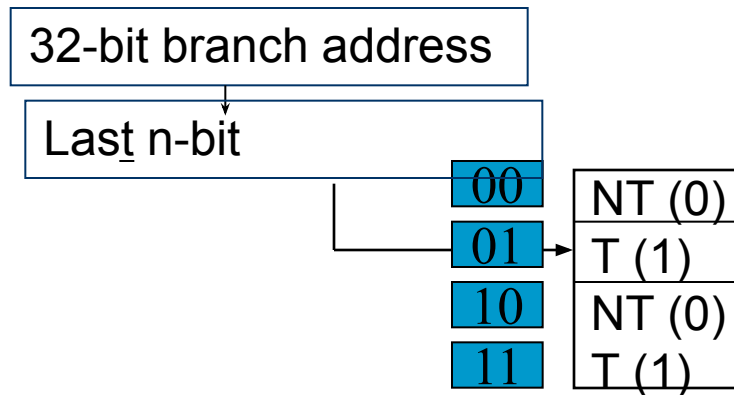 32-bit branch address
Last n-bit
00 NT (0)
01 T (1)
10 NT (0)
11 T (1)